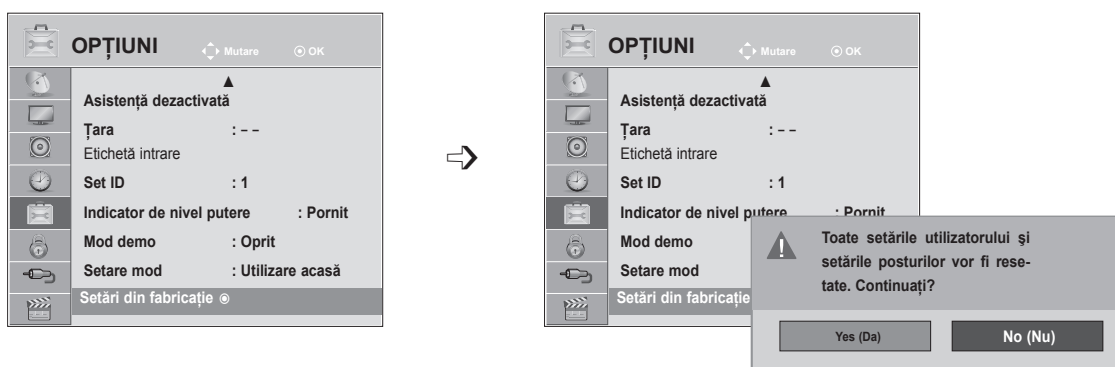 OPȚIUNI Mutare OK
Asistență dezactivată
Țara : – –
Etichetă intrare
Set ID : 1
Indicator de nivel putere : Pornit
Mod demo : Oprit
Setare mod : Utilizare acasă
Setări din fabricație
OPȚIUNI Mutare OK
Asistență dezactivată
Țara : – –
Etichetă intrare
Set ID : 1
Indicator de nivel putere : Pornit
Mod demo
Setare mod
Setări din fabricație
Toate setările utilizatorului și
setările posturilor vor fi rese-
tate. Continuați?
Yes (Da) No (Nu)